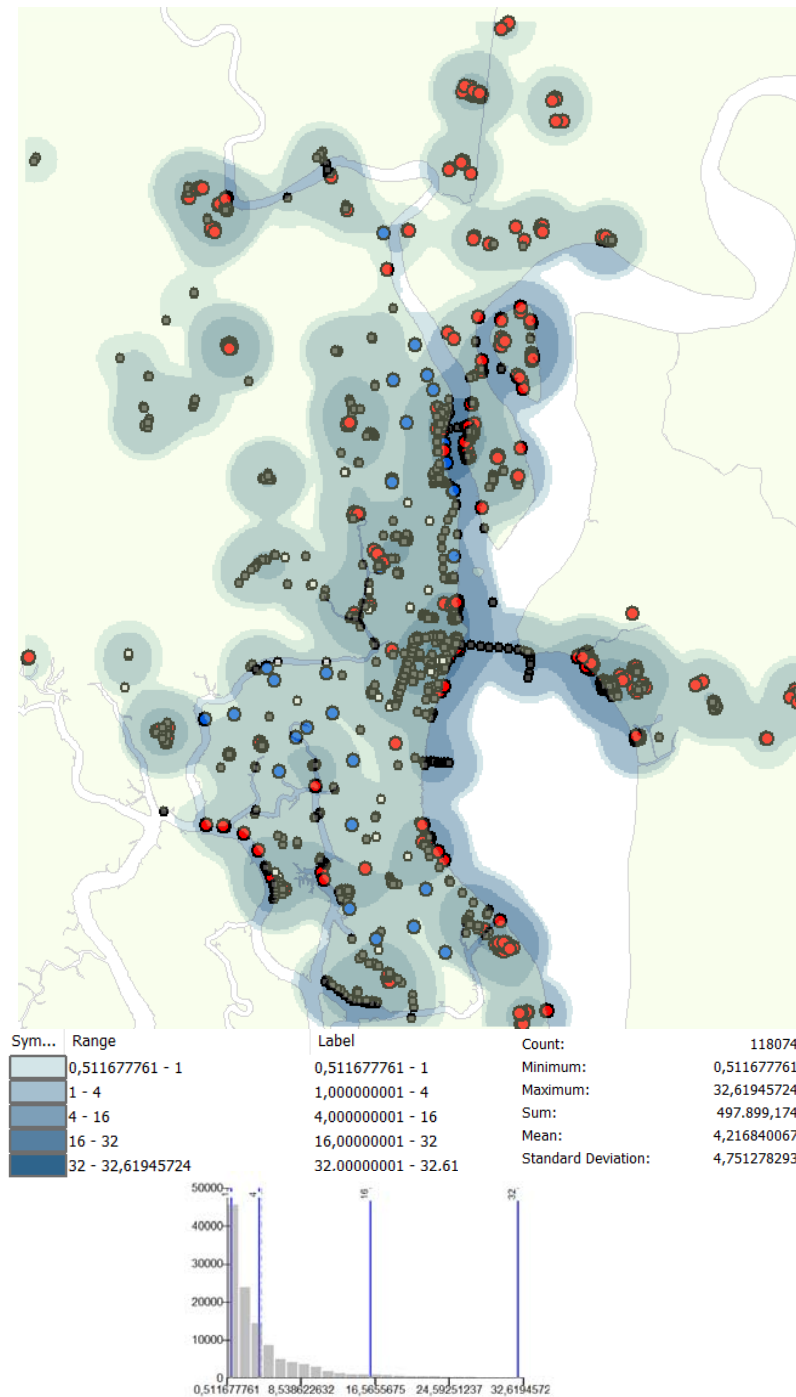 Sym... Range Label
0,511677761 - 1 0,511677761 - 1
1 - 4 1,000000001 - 4
4 - 16 4,000000001 - 16
16 - 32 16,00000001 - 32
32 - 32,61945724 32.00000001 - 32.61
Count: 118074
Minimum: 0,511677761
Maximum: 32,61945724
Sum: 497.899,174
Mean: 4,216840067
Standard Deviation: 4,751278293
1 4 16 32
50000
40000
30000
20000
10000
0
0,511677761 8,538622632 16,5655675 24,59251237 32,6194572